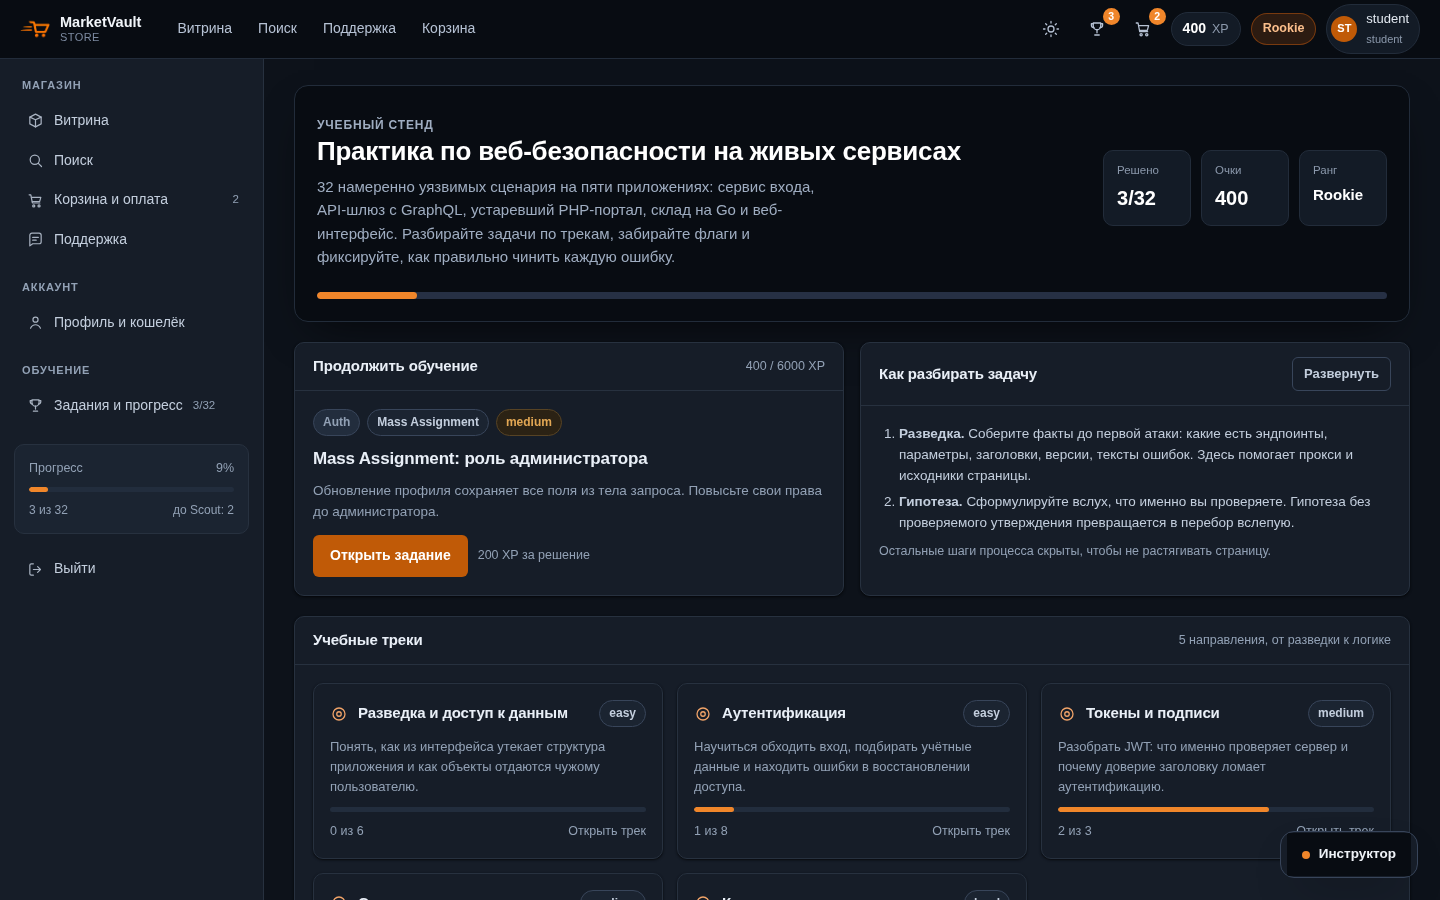 MarketVault
STORE
Витрина
Поиск
Поддержка
Корзина
3
2
400 XP
Rookie
ST
student
student
МАГАЗИН
Витрина
Поиск
Корзина и оплата 2
Поддержка
АККАУНТ
Профиль и кошелёк
ОБУЧЕНИЕ
Задания и прогресс 3/32
Прогресс 9%
3 из 32 до Scout: 2
Выйти
УЧЕБНЫЙ СТЕНД
Практика по веб-безопасности на живых сервисах
32 намеренно уязвимых сценария на пяти приложениях: сервис входа,
API-шлюз с GraphQL, устаревший PHP-портал, склад на Go и веб-
интерфейс. Разбирайте задачи по трекам, забирайте флаги и
фиксируйте, как правильно чинить каждую ошибку.
Решено
3/32
Очки
400
Ранг
Rookie
Продолжить обучение 400 / 6000 XP
Auth Mass Assignment medium
Mass Assignment: роль администратора
Обновление профиля сохраняет все поля из тела запроса. Повысьте свои права
до администратора.
Открыть задание 200 XP за решение
Как разбирать задачу Развернуть
1. Разведка. Соберите факты до первой атаки: какие есть эндпоинты,
параметры, заголовки, версии, тексты ошибок. Здесь помогает прокси и
исходники страницы.
2. Гипотеза. Сформулируйте вслух, что именно вы проверяете. Гипотеза без
проверяемого утверждения превращается в перебор вслепую.
Остальные шаги процесса скрыты, чтобы не растягивать страницу.
Учебные треки 5 направления, от разведки к логике
Разведка и доступ к данным easy
Понять, как из интерфейса утекает структура
приложения и как объекты отдаются чужому
пользователю.
0 из 6 Открыть трек
Аутентификация easy
Научиться обходить вход, подбирать учётные
данные и находить ошибки в восстановлении
доступа.
1 из 8 Открыть трек
Токены и подписи medium
Разобрать JWT: что именно проверяет сервер и
почему доверие заголовку ломает
аутентификацию.
2 из 3 Открыть трек
Инструктор